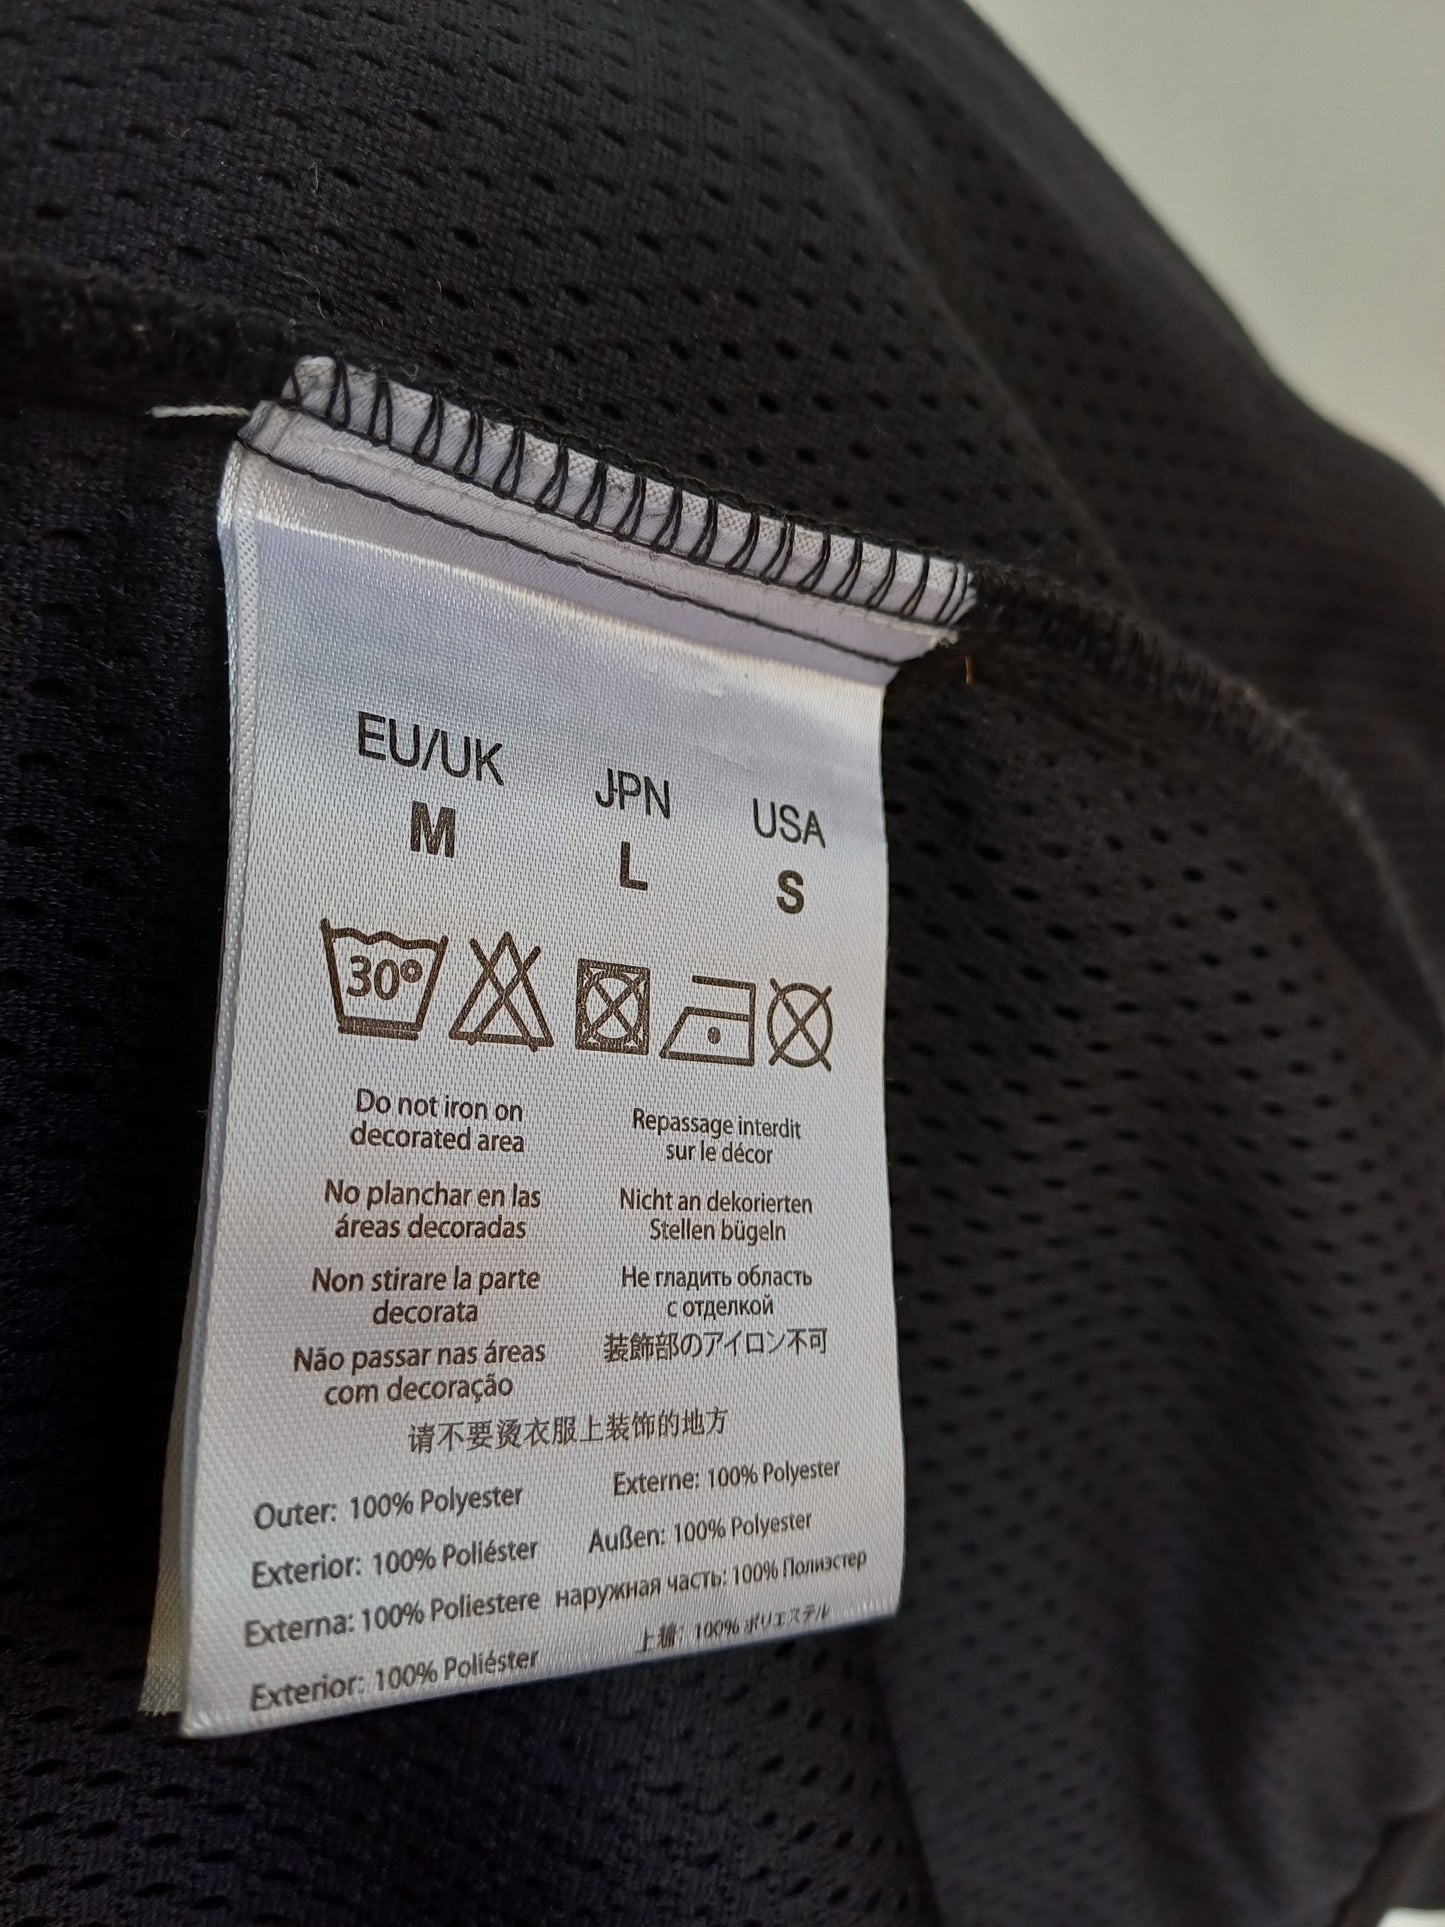 EU/UK JPN USA
M L S
30°
Do not iron on
decorated area
Repassage interdit
sur le décor
No planchar en las
áreas decoradas
Nicht an dekorierten
Stellen bügeln
Non stirare la parte
decorata
Не гладить область
с отделкой
Não passar nas áreas
com decoração
装飾部のアイロン不可
请不要烫衣服上装饰的地方
Outer: 100% Polyester
Externe: 100% Polyester
Exterior: 100% Poliéster
Außen: 100% Polyester
Externa: 100% Poliestere
наружная часть: 100% Полиэстер
Exterior: 100% Poliéster
100% ポリエステル